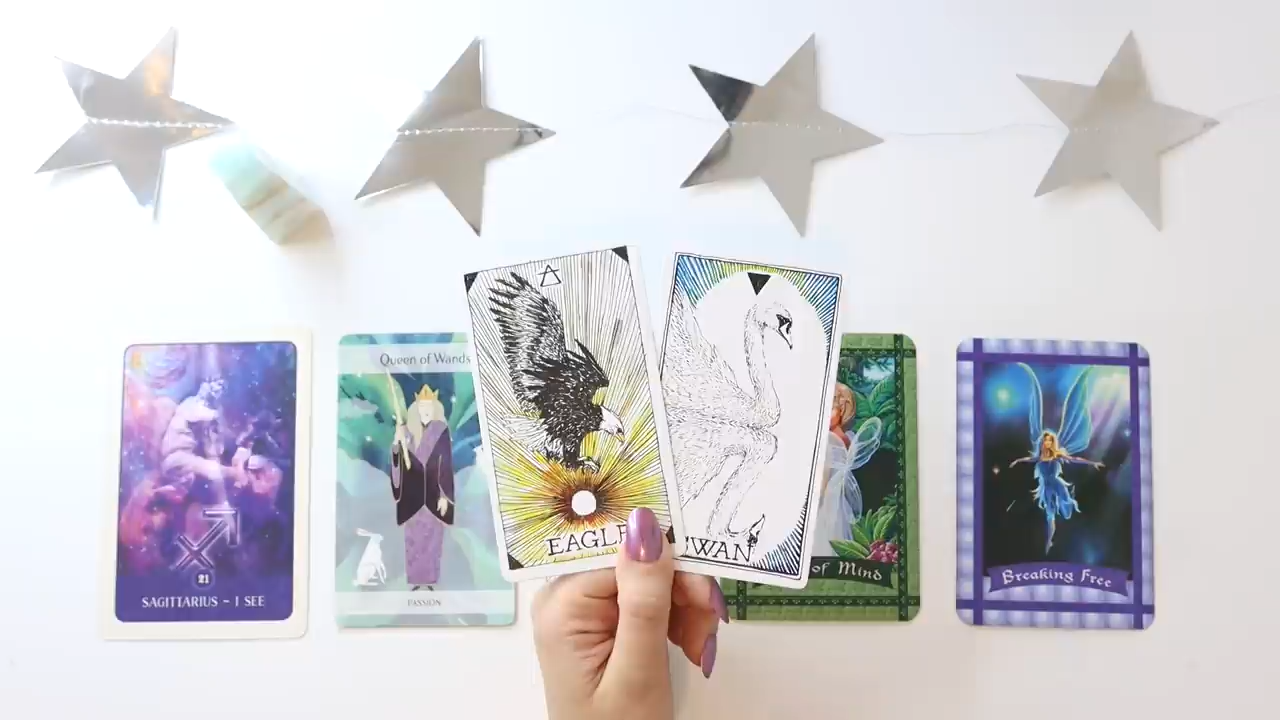 Queen of Wands
EAGLE
SWAN
of Mind
Breaking Free
21
SAGITTARIUS – I SEE
PASSION